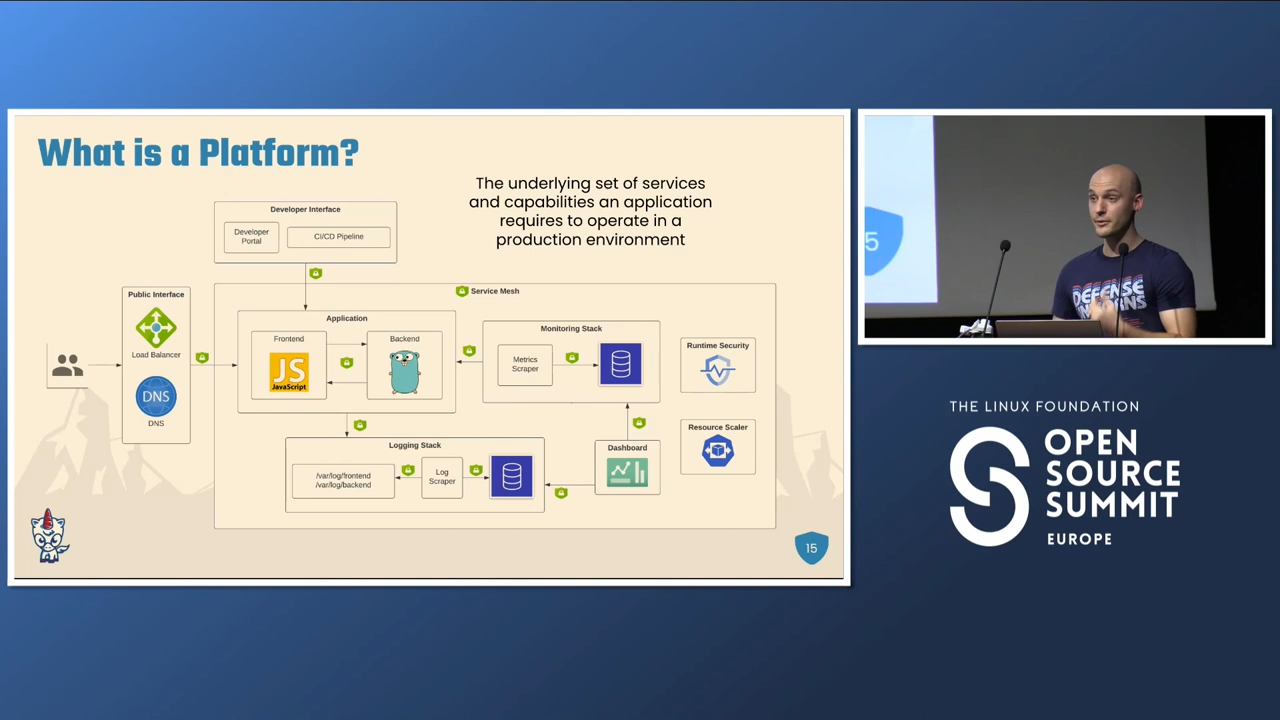 What is a Platform?
The underlying set of services
and capabilities an application
requires to operate in a
production environment
Developer Interface
Developer
Portal
CI/CD Pipeline
Service Mesh
Public Interface
Load Balancer
DNS
DNS
Application
Frontend
JS
JavaScript
Backend
Monitoring Stack
Metrics
Scraper
Runtime Security
Resource Scaler
Logging Stack
/var/log/frontend
/var/log/backend
Log
Scraper
Dashboard
15
5
DEFENSE
THE LINUX FOUNDATION
OPEN
SOURCE
SUMMIT
EUROPE